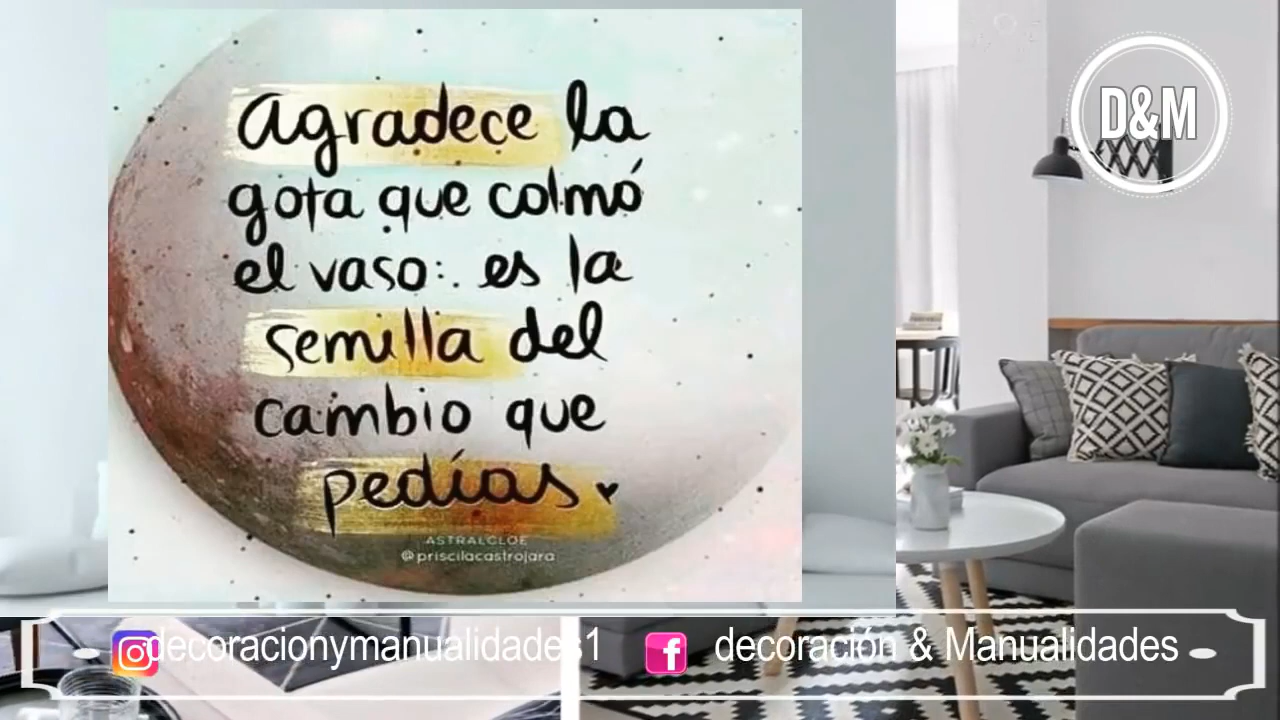 agradece la
gota que colmó
el vaso: es la
semilla del
cambio que
pedías
ASTRALCLOE
@priscilacastrojara
D&M
decoracionymanualidades1
decoración & Manualidades